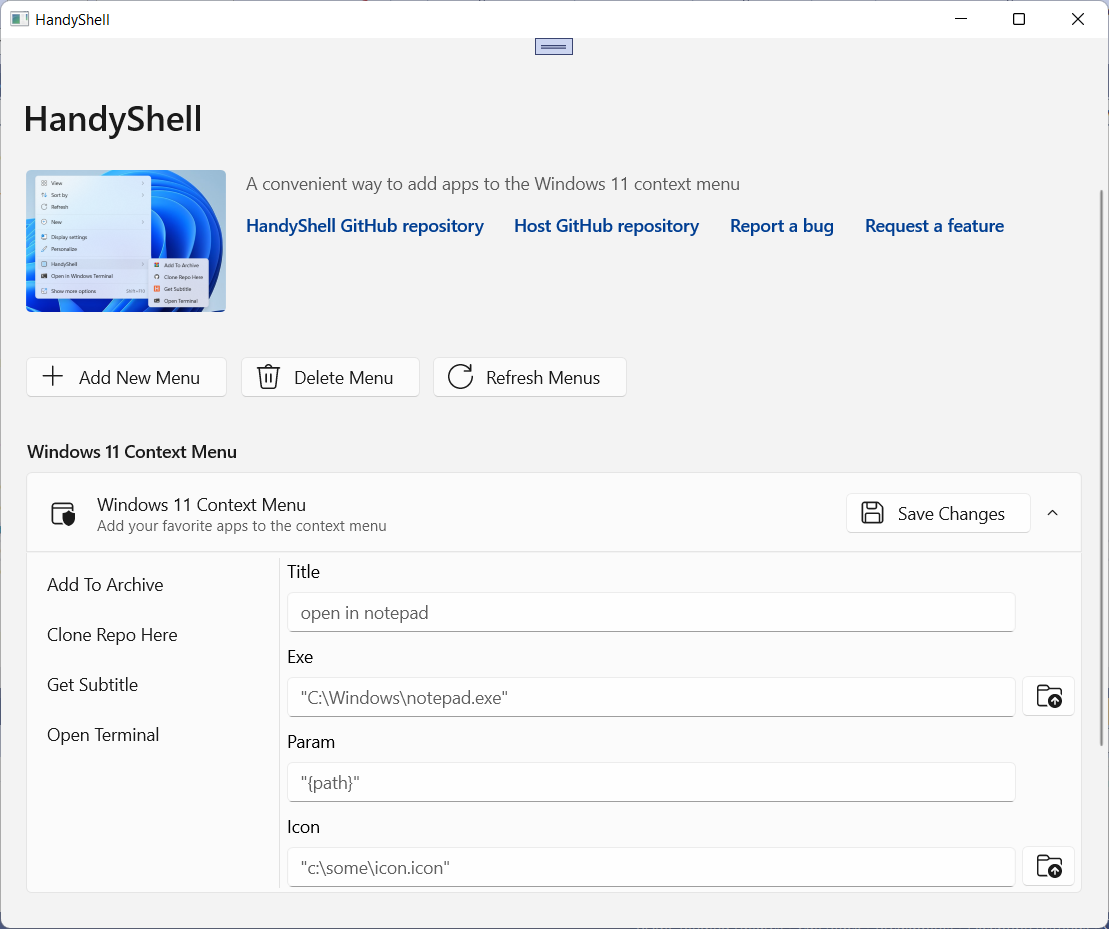 HandyShell
HandyShell
View
Sort by
Refresh
New
Display settings
Personalize
HandyShell
Open in Windows Terminal
Show more options
Shift+F10
Add To Archive
Clone Repo Here
Get Subtitle
Open Terminal
A convenient way to add apps to the Windows 11 context menu
HandyShell GitHub repository Host GitHub repository Report a bug Request a feature
Add New Menu Delete Menu Refresh Menus
Windows 11 Context Menu
Windows 11 Context Menu
Add your favorite apps to the context menu
Save Changes
Add To Archive
Clone Repo Here
Get Subtitle
Open Terminal
Title
open in notepad
Exe
"C:\Windows\notepad.exe"
Param
"{path}"
Icon
"c:\some\icon.icon"